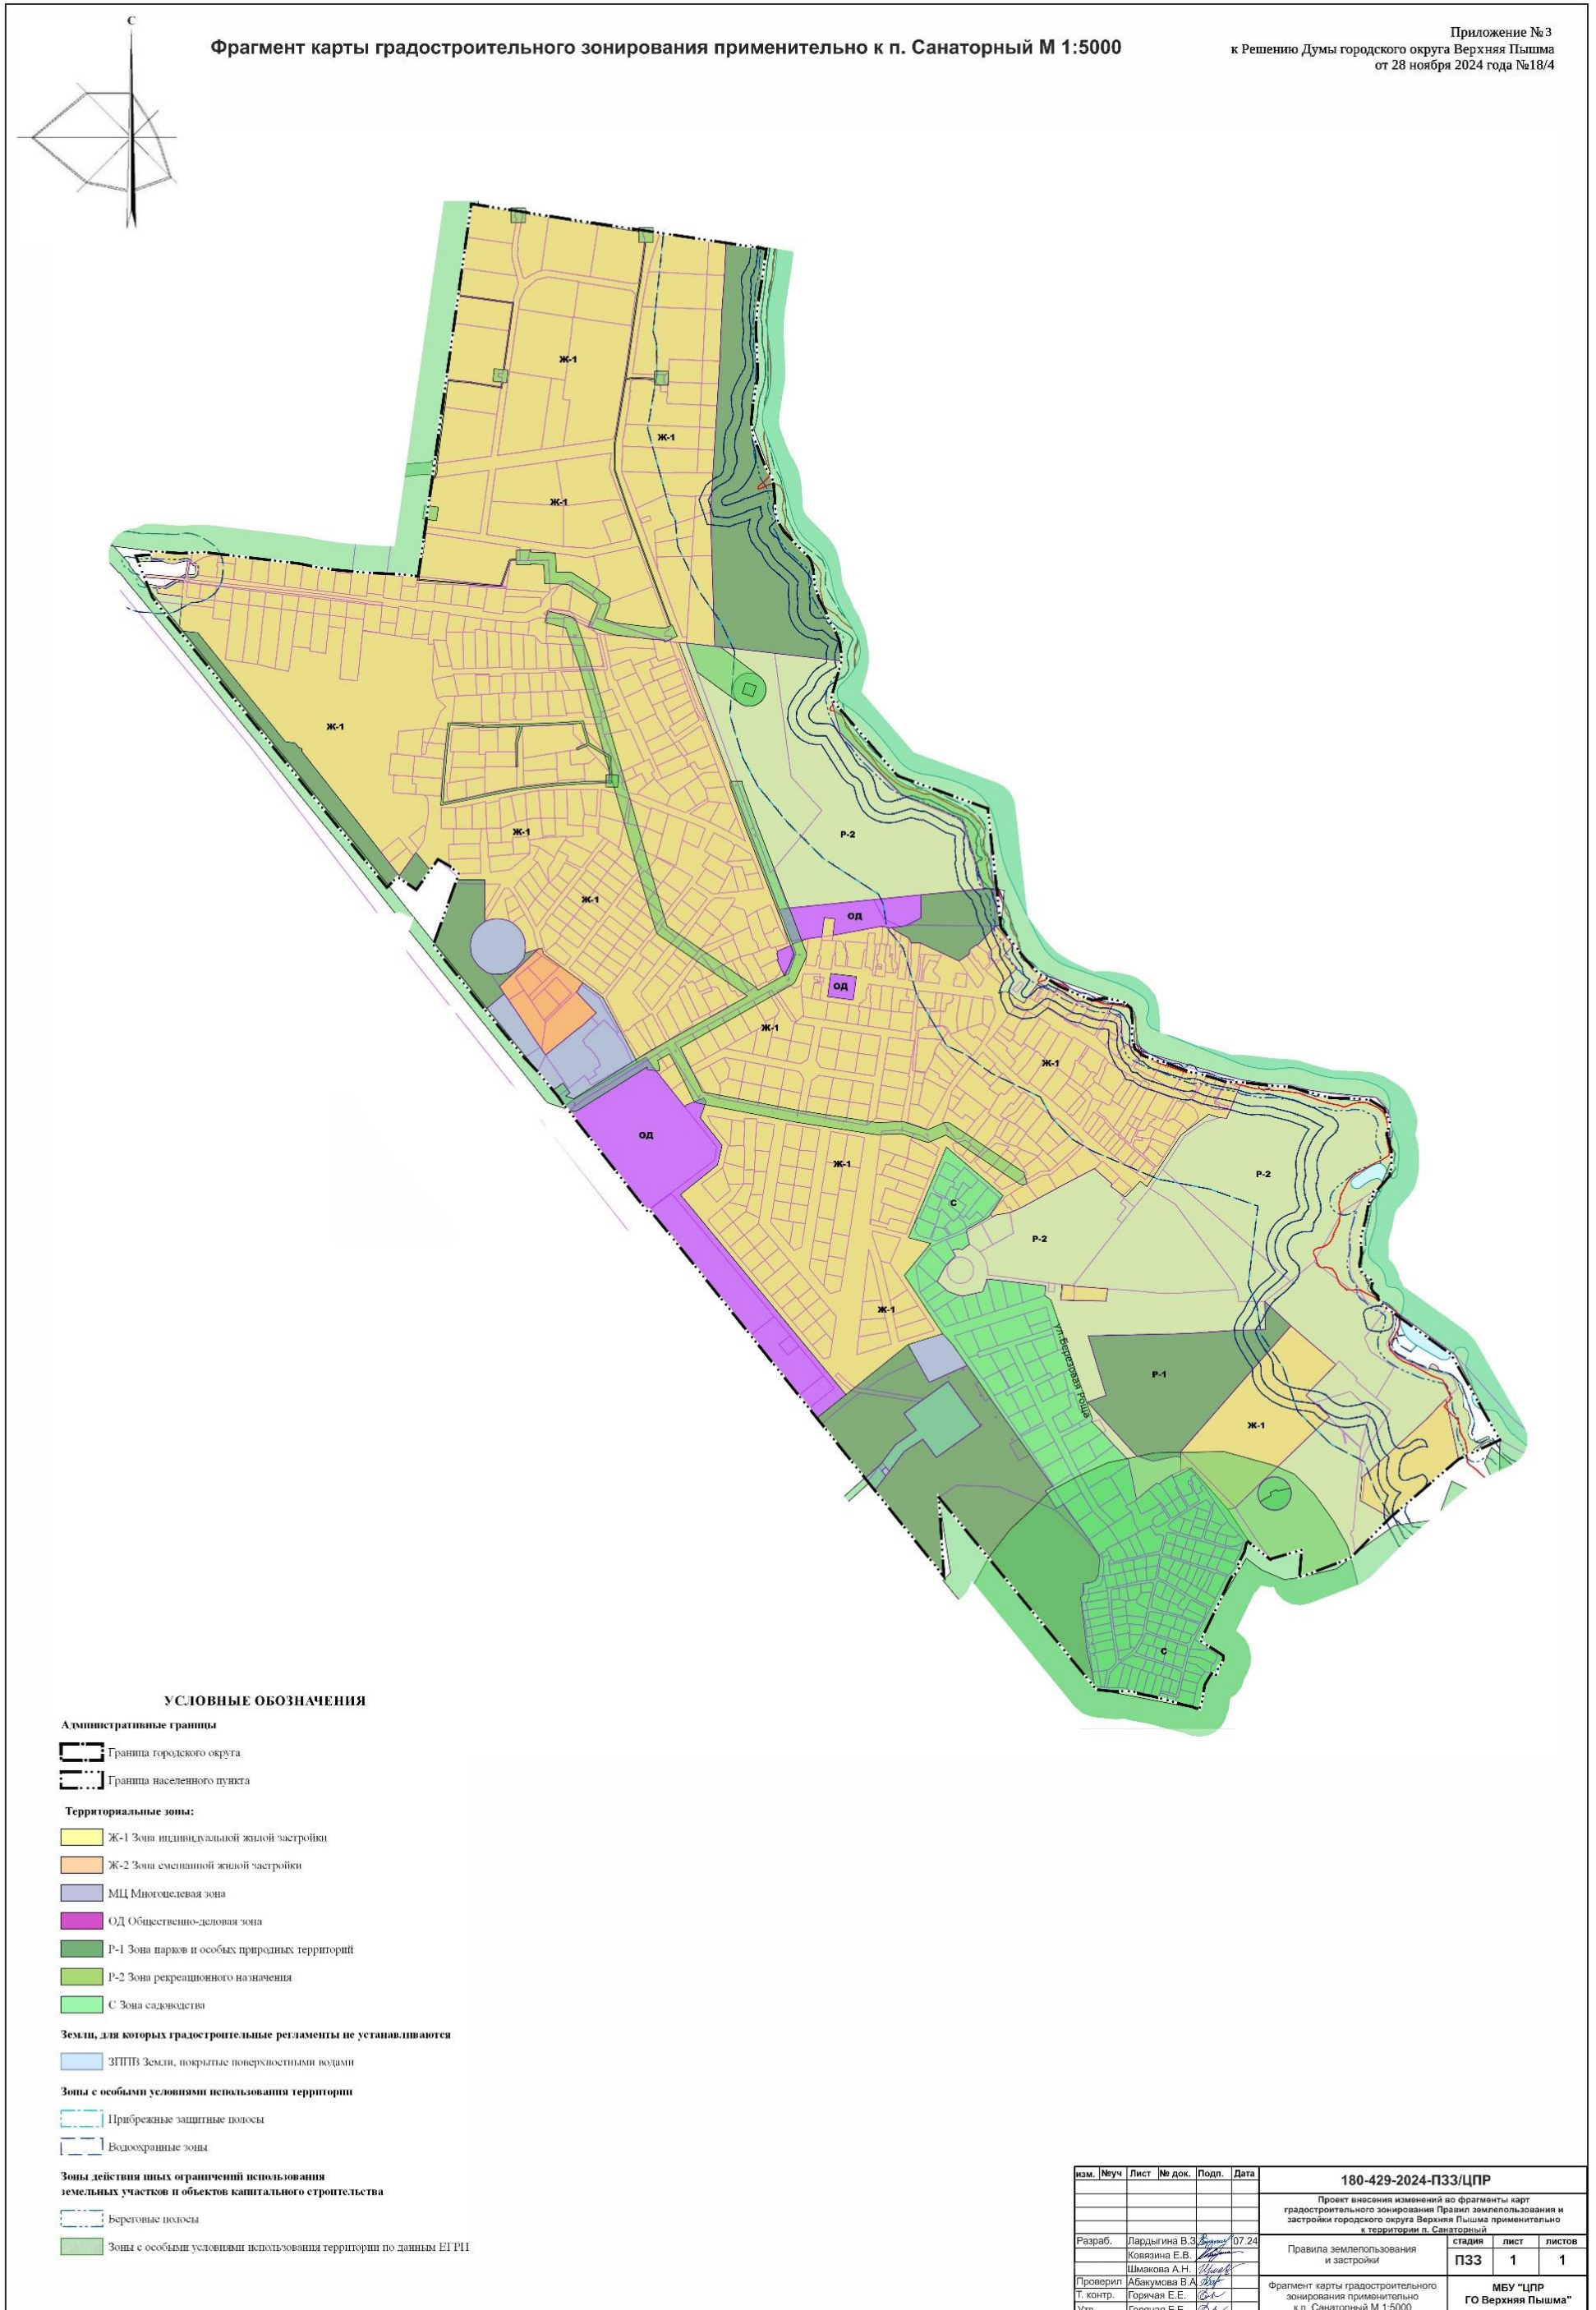 С
Фрагмент карты градостроительного зонирования применительно к п. Санаторный М 1:5000
Приложение №3
к Решению Думы городского округа Верхняя Пышма
от 28 ноября 2024 года №18/4
Ж-1
Ж-1
Ж-1
Ж-1
Р-2
Ж-1
Ж-1
ОД
ОД
Ж-1
Ж-1
ОД
Ж-1
Р-2
С
Р-2
Ж-1
ул.Березовая Роща
Р-1
Ж-1
С
УСЛОВНЫЕ ОБОЗНАЧЕНИЯ
Административные границы
Граница городского округа
Граница населенного пункта
Территориальные зоны:
Ж-1 Зона индивидуальной жилой застройки
Ж-2 Зона смешанной жилой застройки
МЦ Многоцелевая зона
ОД Общественно-деловая зона
Р-1 Зона парков и особых природных территорий
Р-2 Зона рекреационного назначения
С Зона садоводства
Земли, для которых градостроительные регламенты не устанавливаются
ЗППВ Земли, покрытые поверхностными водами
Зоны с особыми условиями использования территории
Прибрежные защитные полосы
Водоохранные зоны
Зоны действия иных ограничений использования
земельных участков и объектов капитального строительства
Береговые полосы
Зоны с особыми условиями использования территории по данным ЕГРН
изм. №уч Лист № док. Подп. Дата
180-429-2024-ПЗЗ/ЦПР
Проект внесения изменений во фрагменты карт
градостроительного зонирования Правил землепользования и
застройки городского округа Верхняя Пышма применительно
к территории п. Санаторный
Разраб. Лардыгина В.З. 07.24
Ковязина Е.В.
Шмакова А.Н.
Проверил Абакумова В.А.
Т. контр. Горячая Е.Е.
Утв. Горячая Е.Е.
Правила землепользования
и застройки
стадия лист листов
ПЗЗ 1 1
Фрагмент карты градостроительного
зонирования применительно
к п. Санаторный М 1:5000
МБУ "ЦПР
ГО Верхняя Пышма"